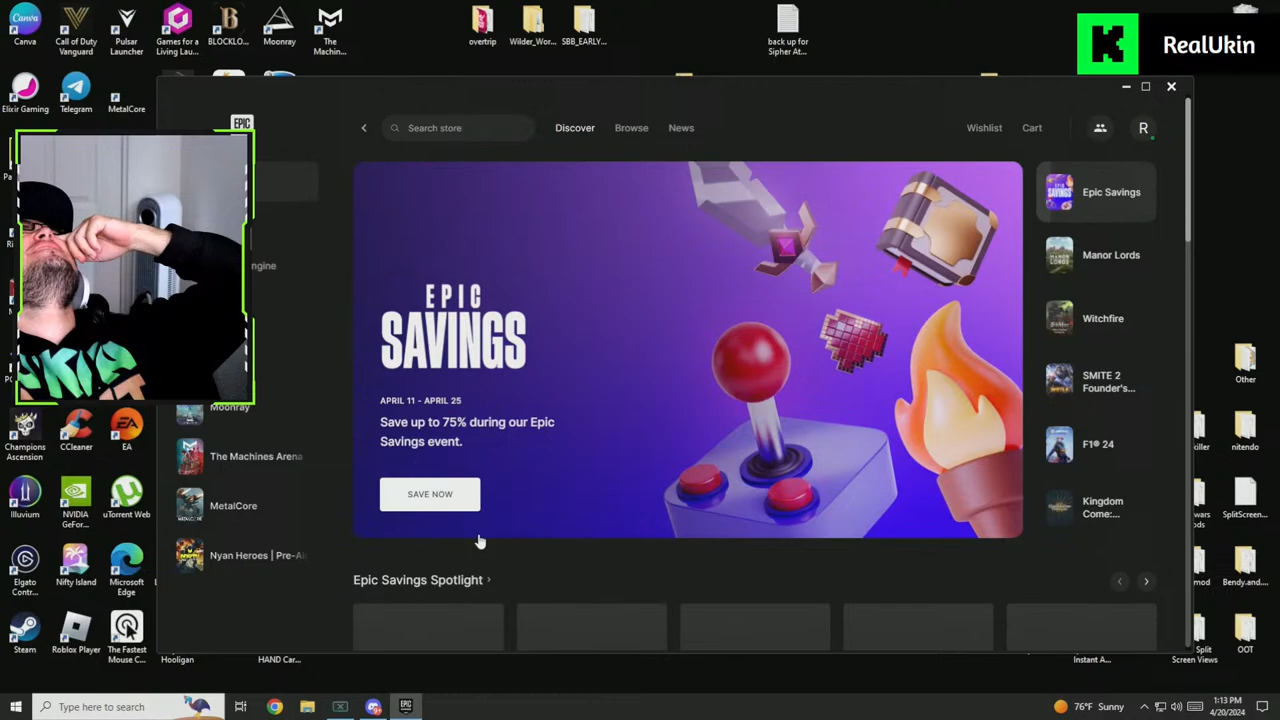 Canva
Call of Duty
Vanguard
Pulsar
Launcher
Games for a
Living Lau...
BLOCKLO...
Moonray
The
Machin...
overtrip
Wilder_Wor...
SBB_EARLY...
back up for
Sipher At...
K
RealUkin
Elixir Gaming
Telegram
MetalCore
EPIC
Search store
Discover
Browse
News
Wishlist
Cart
R
EPIC
SAVINGS
APRIL 11 - APRIL 25
Save up to 75% during our Epic
Savings event.
SAVE NOW
Epic Savings
Manor Lords
Witchfire
SMITE 2
Founder's...
F1® 24
Kingdom
Come:...
ngine
Moonray
The Machines Arena
MetalCore
Nyan Heroes | Pre-Al
Epic Savings Spotlight
Other
Champions
Ascension
CCleaner
EA
killer
nitendo
Illuvium
NVIDIA
GeFor...
uTorrent Web
SplitScreen...
Elgato
Contr...
Nifty Island
Microsoft
Edge
mod
Bendy.and...
Steam
Roblox Player
The Fastest
Mouse C...
Hooligan
HAND Car...
Instant A...
Split
Screen Views
OOT
Type here to search
76°F Sunny
1:13 PM
4/20/2024